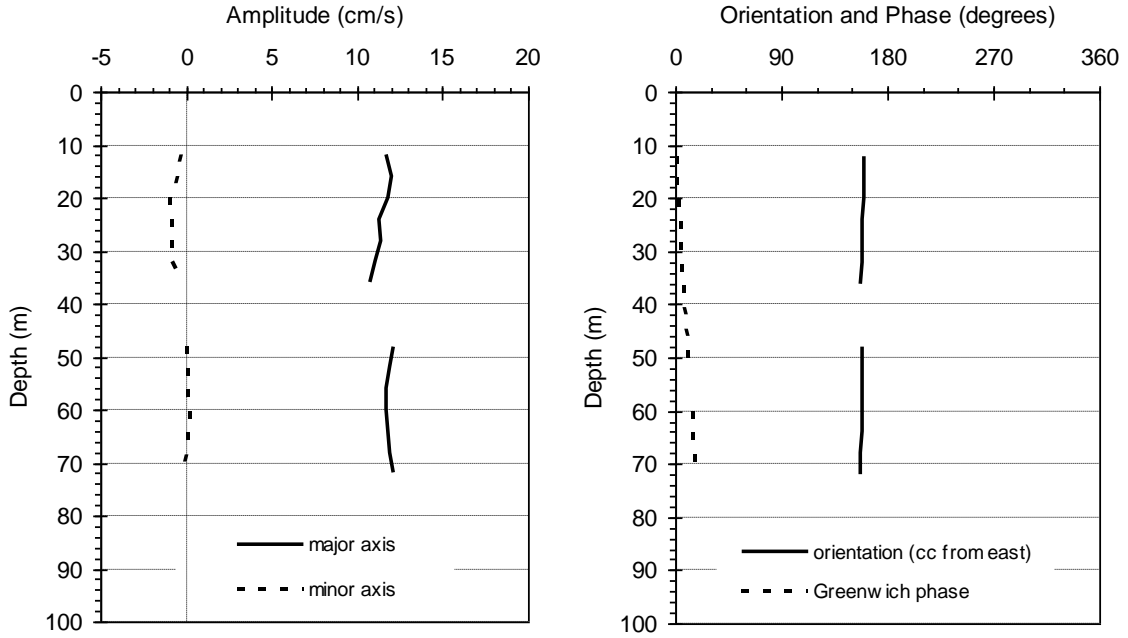 Amplitude (cm/s)
-5 0 5 10 15 20
0
10
20
30
40
50
60
70
80
90
100
Depth (m)
major axis
minor axis
Orientation and Phase (degrees)
0 90 180 270 360
0
10
20
30
40
50
60
70
80
90
100
Depth (m)
orientation (cc from east)
Greenwich phase